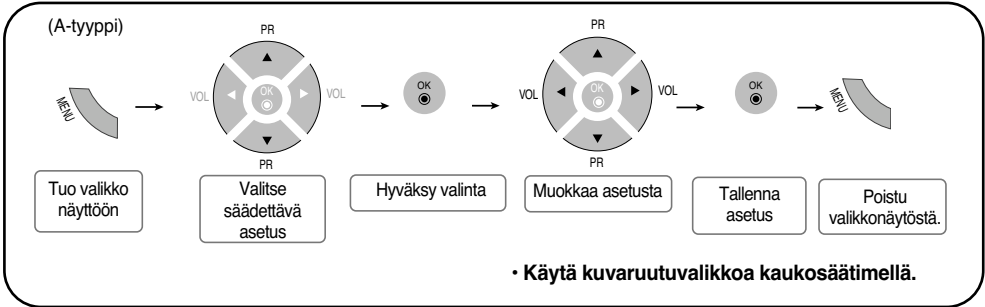 (A-tyyppi)
MENU
PR
VOL
OK
VOL
PR
OK
PR
VOL
OK
VOL
PR
OK
MENU
Tuo valikko
näyttöön
Valitse
säädettävä
asetus
Hyväksy valinta
Muokkaa asetusta
Tallenna
asetus
Poistu
valikkonäytöstä.
• Käytä kuvaruutuvalikkoa kaukosäätimellä.